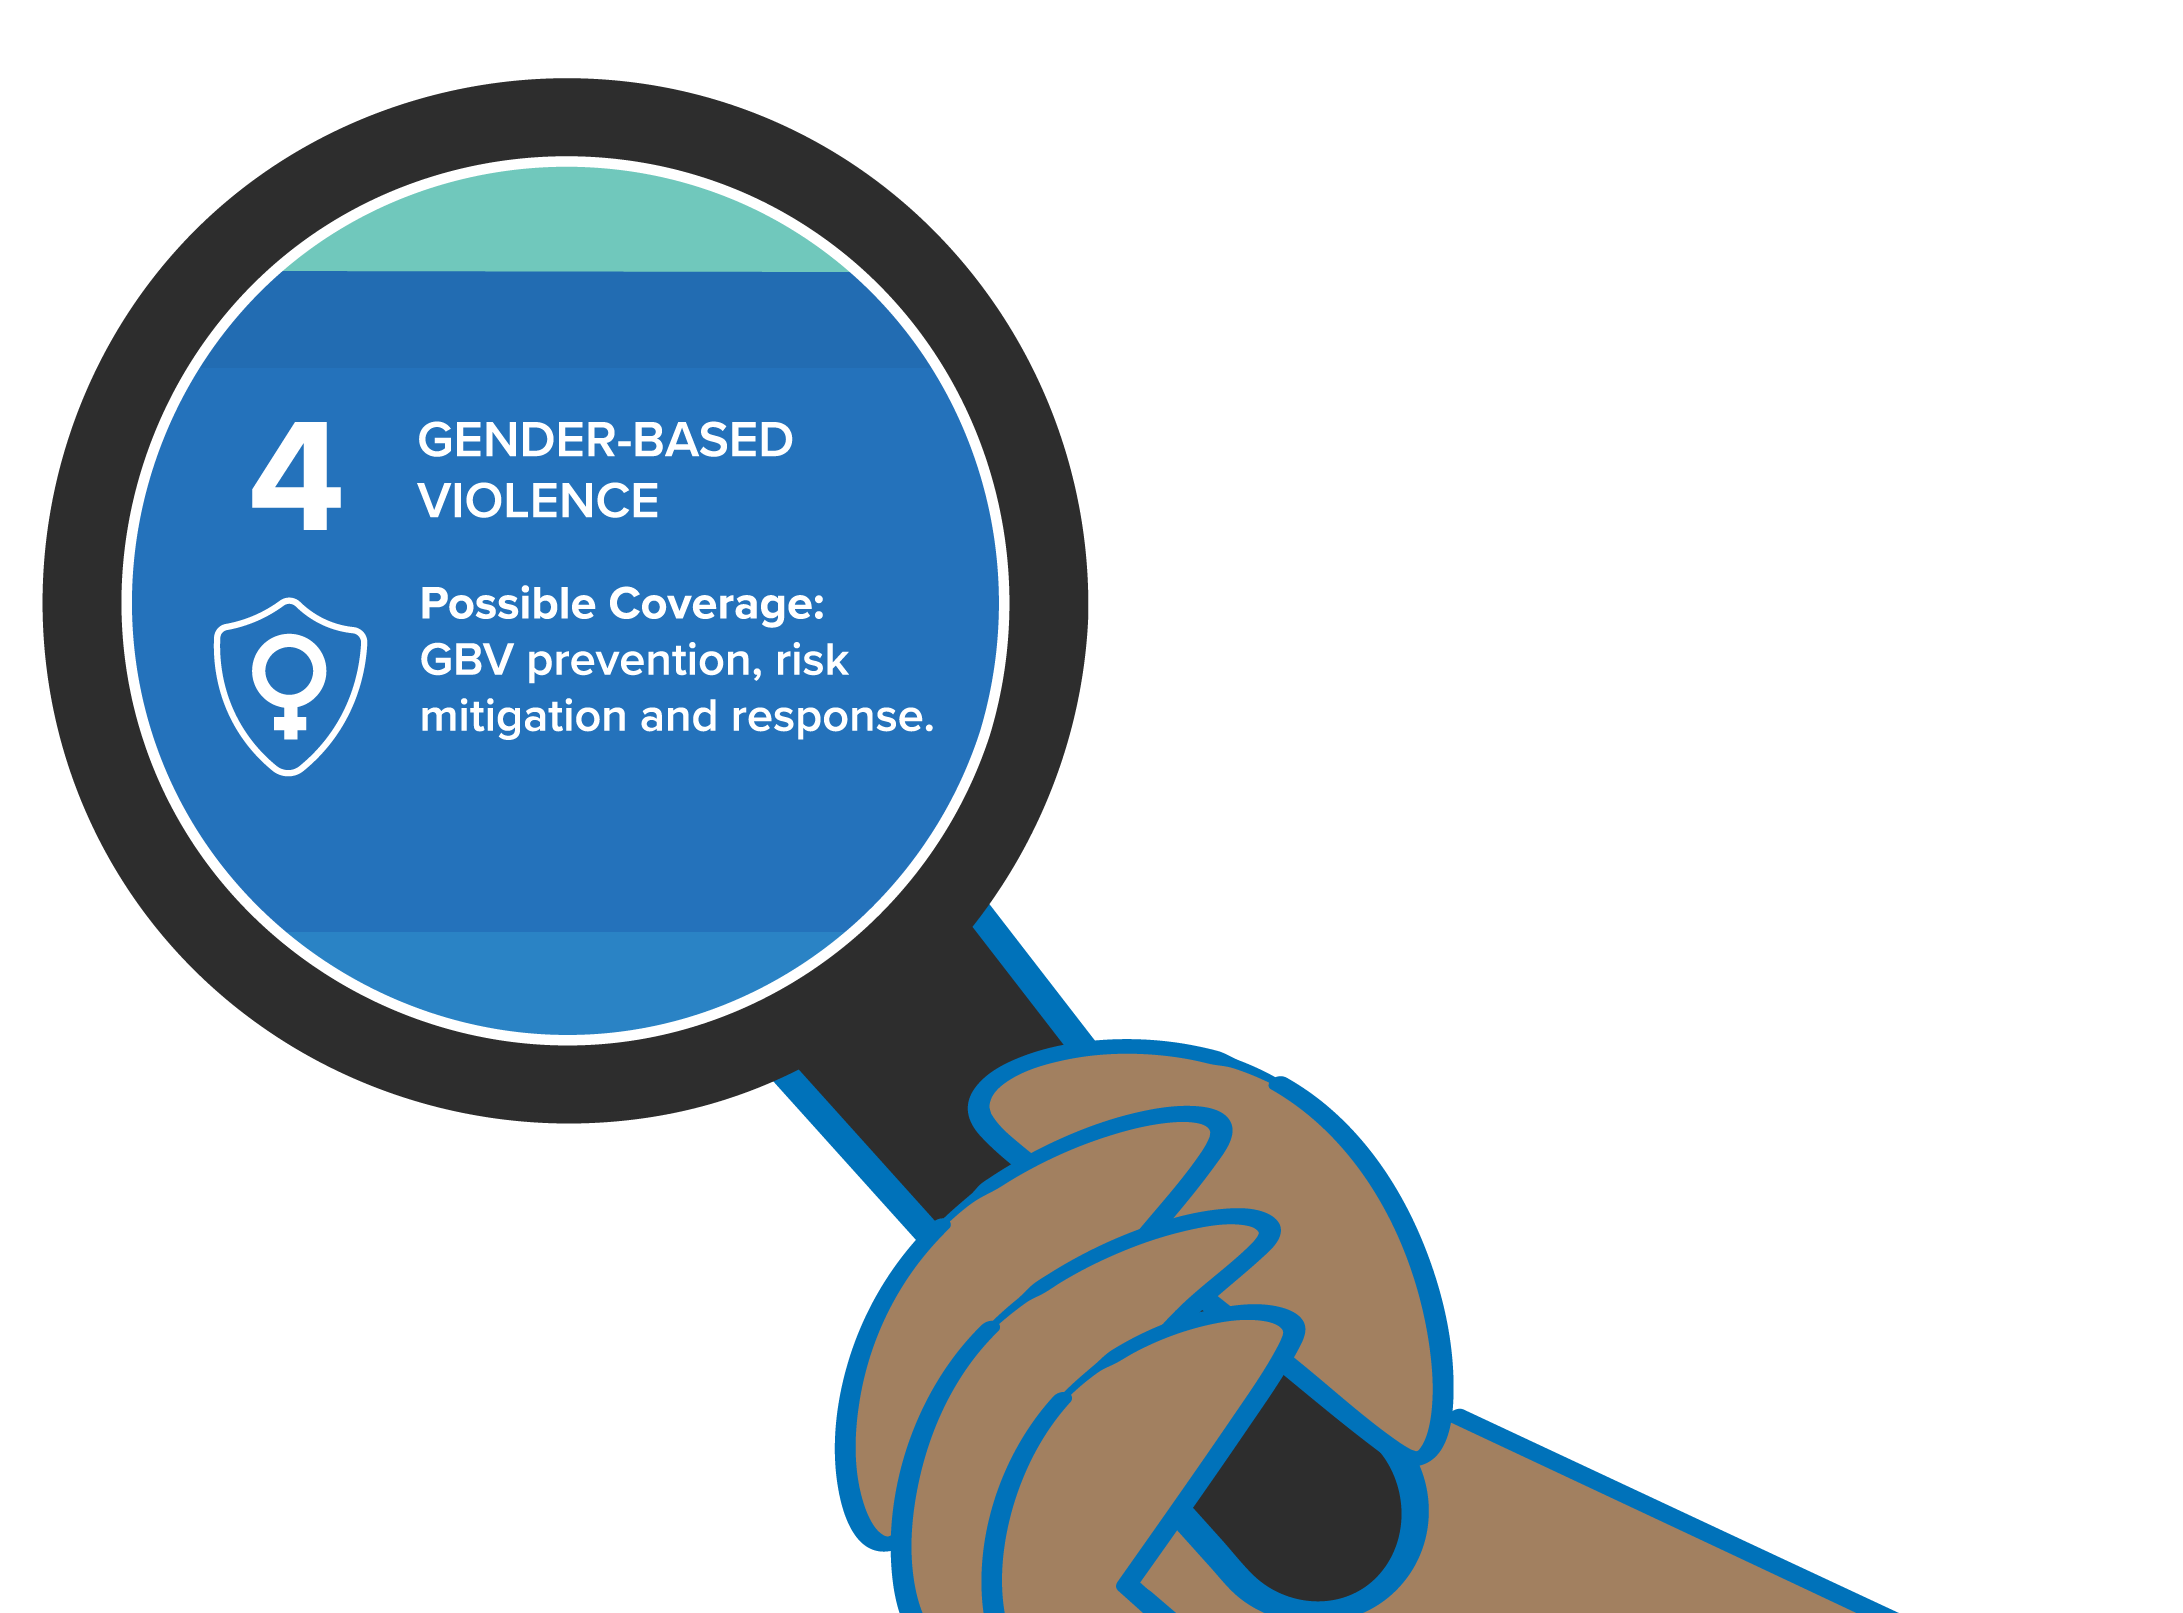 4
GENDER-BASED
VIOLENCE
Possible Coverage:
GBV prevention, risk
mitigation and response.